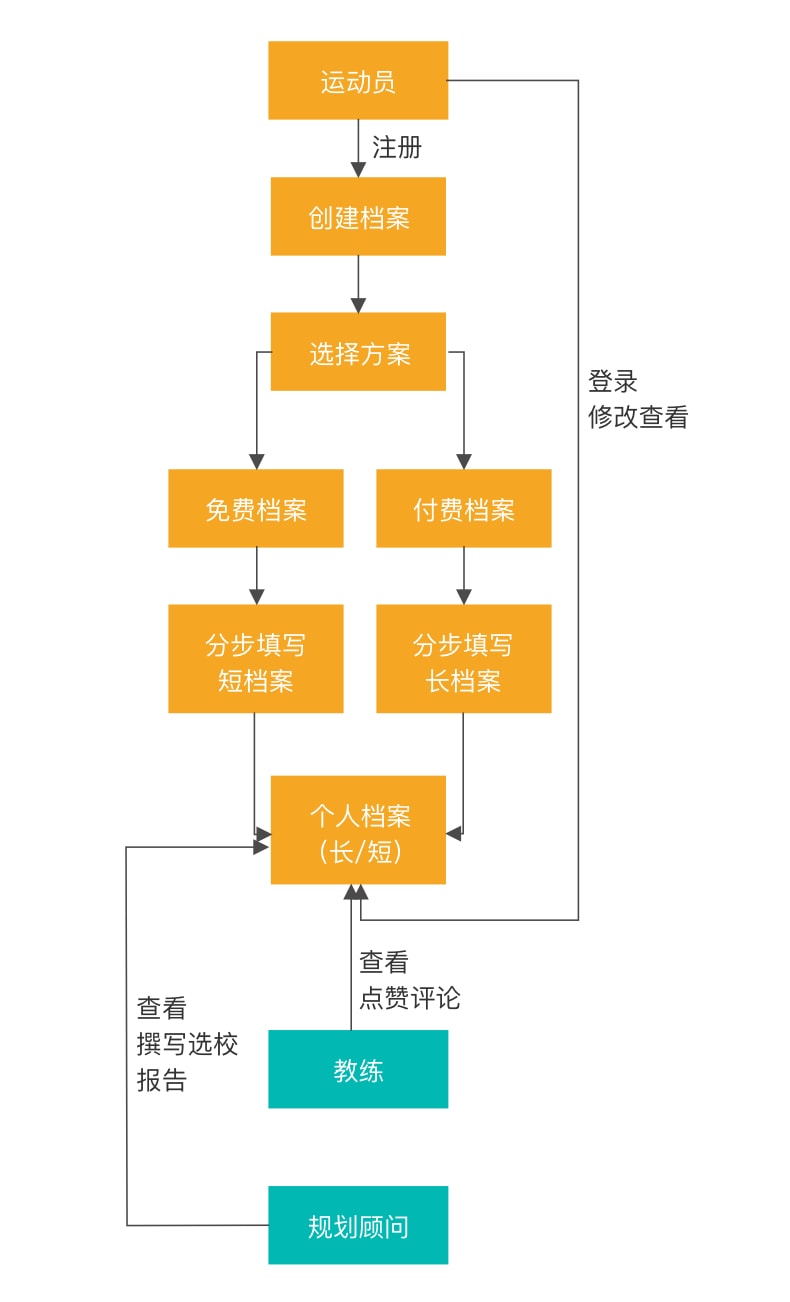 运动员
注册
创建档案
选择方案
登录
修改查看
免费档案
付费档案
分步填写
短档案
分步填写
长档案
个人档案
（长/短）
查看
点赞评论
查看
撰写选校
报告
教练
规划顾问